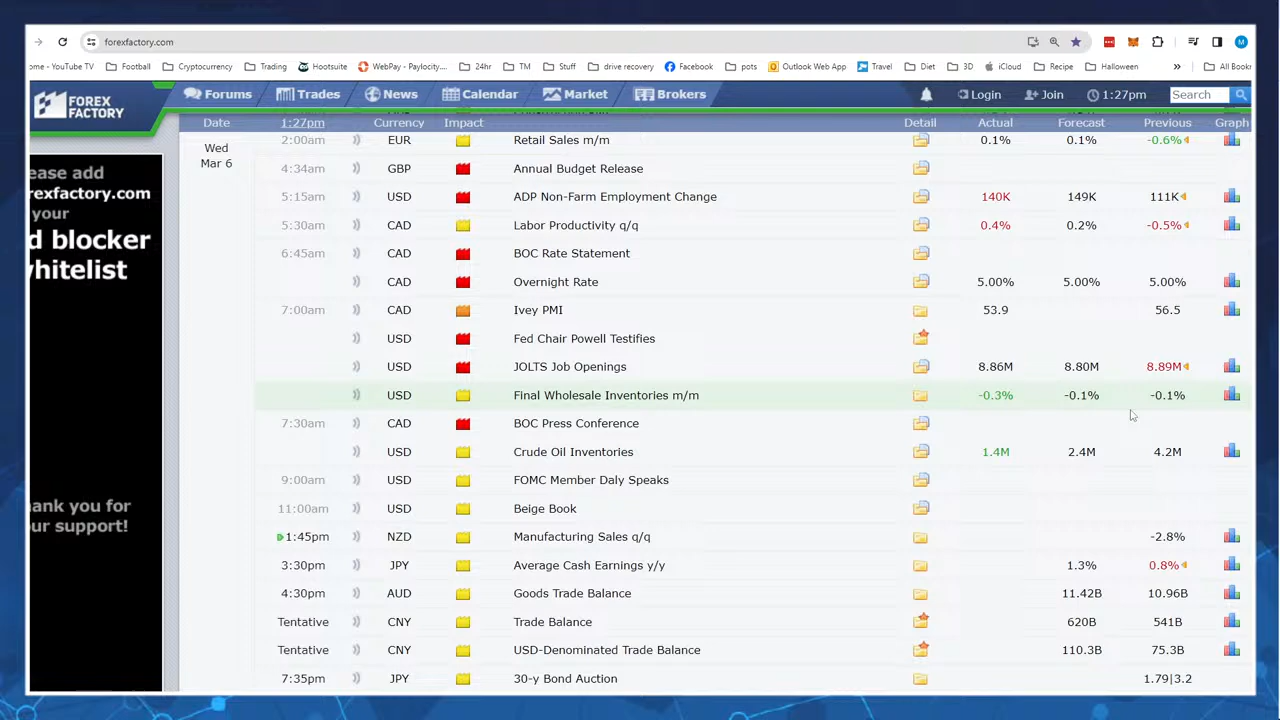 forexfactory.com
ome - YouTube TV Football Cryptocurrency Trading Hootsuite WebPay - Paylocity.... 24hr TM Stuff drive recovery Facebook pots Outlook Web App Travel Diet 3D iCloud Recipe Halloween » All Bookr
FOREX FACTORY Forums Trades News Calendar Market Brokers Login Join 1:27pm Search
Date 1:27pm Currency Impact Detail Actual Forecast Previous Graph
Wed
Mar 6
2:00am EUR Retail Sales m/m 0.1% 0.1% -0.6%
4:34am GBP Annual Budget Release
5:15am USD ADP Non-Farm Employment Change 140K 149K 111K
5:30am CAD Labor Productivity q/q 0.4% 0.2% -0.5%
6:45am CAD BOC Rate Statement
CAD Overnight Rate 5.00% 5.00% 5.00%
7:00am CAD Ivey PMI 53.9 56.5
USD Fed Chair Powell Testifies
USD JOLTS Job Openings 8.86M 8.80M 8.89M
USD Final Wholesale Inventories m/m -0.3% -0.1% -0.1%
7:30am CAD BOC Press Conference
USD Crude Oil Inventories 1.4M 2.4M 4.2M
9:00am USD FOMC Member Daly Speaks
11:00am USD Beige Book
1:45pm NZD Manufacturing Sales q/q -2.8%
3:30pm JPY Average Cash Earnings y/y 1.3% 0.8%
4:30pm AUD Goods Trade Balance 11.42B 10.96B
Tentative CNY Trade Balance 620B 541B
Tentative CNY USD-Denominated Trade Balance 110.3B 75.3B
7:35pm JPY 30-y Bond Auction 1.79|3.2
ease add
rexfactory.com
your
d blocker
hitelist
ank you for
ur support!